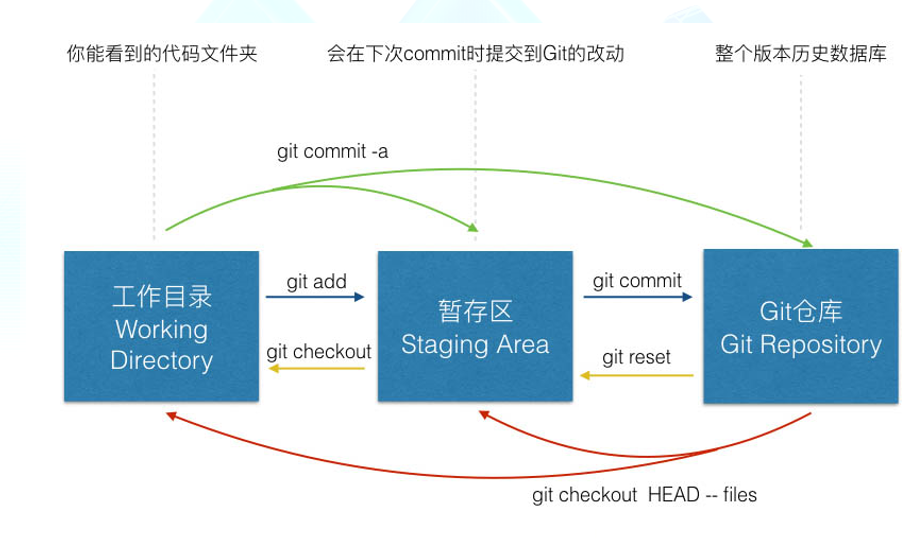 你能看到的代码文件夹
会在下次commit时提交到Git的改动
整个版本历史数据库
git commit -a
工作目录
Working
Directory
git add
git checkout
暂存区
Staging Area
git commit
git reset
Git仓库
Git Repository
git checkout  HEAD -- files